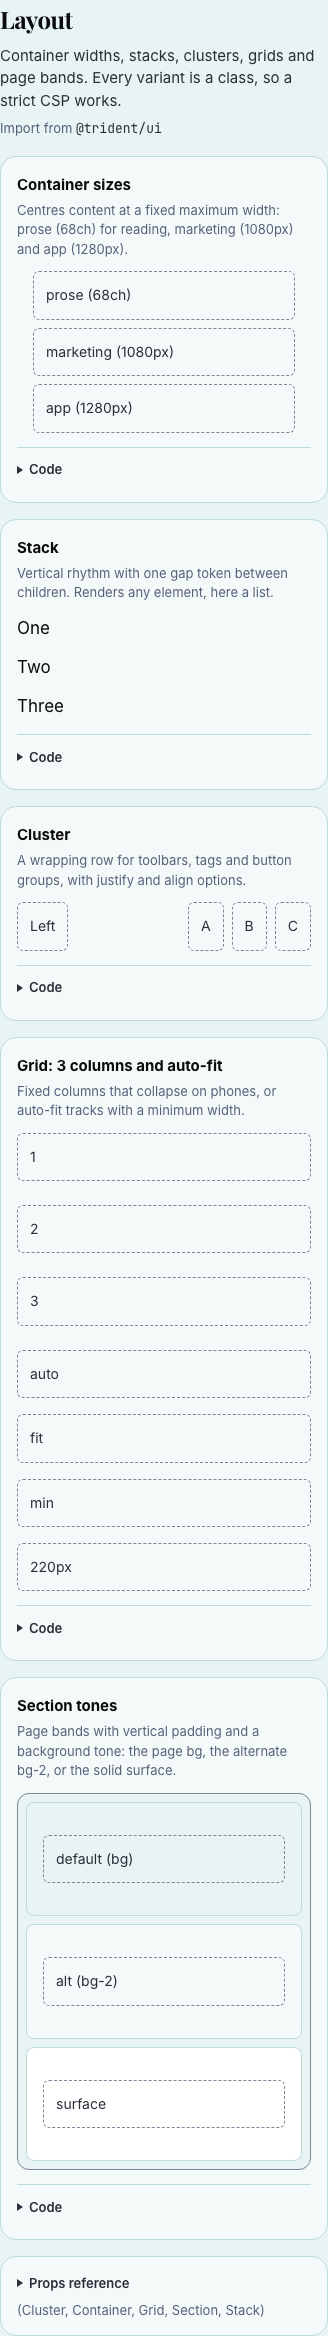 Layout
Container widths, stacks, clusters, grids and
page bands. Every variant is a class, so a
strict CSP works.
Import from @trident/ui
Container sizes
Centres content at a fixed maximum width:
prose (68ch) for reading, marketing (1080px)
and app (1280px).
prose (68ch)
marketing (1080px)
app (1280px)
Code
Stack
Vertical rhythm with one gap token between
children. Renders any element, here a list.
One
Two
Three
Code
Cluster
A wrapping row for toolbars, tags and button
groups, with justify and align options.
Left A B C
Code
Grid: 3 columns and auto-fit
Fixed columns that collapse on phones, or
auto-fit tracks with a minimum width.
1
2
3
auto
fit
min
220px
Code
Section tones
Page bands with vertical padding and a
background tone: the page bg, the alternate
bg-2, or the solid surface.
default (bg)
alt (bg-2)
surface
Code
Props reference
(Cluster, Container, Grid, Section, Stack)